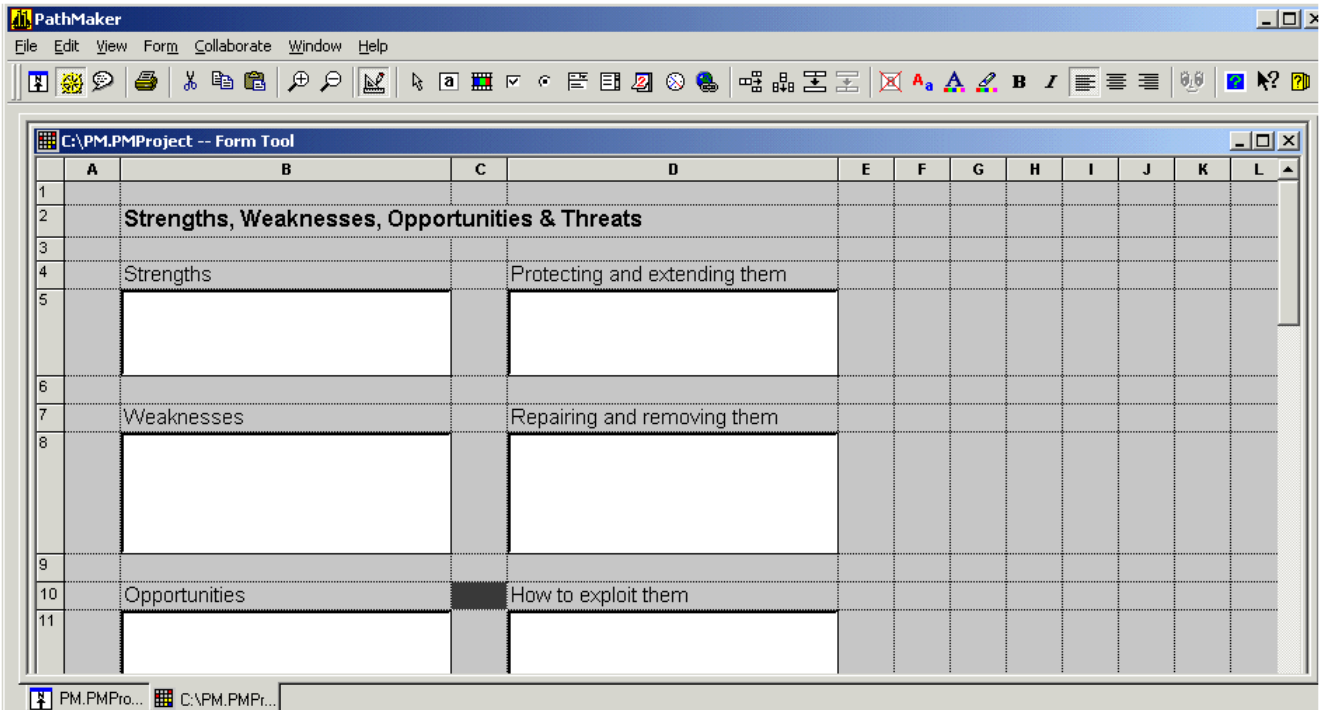 PathMaker
File Edit View Form Collaborate Window Help
C:\PM.PMProject -- Form Tool
A B C D E F G H I J K L
1
2 Strengths, Weaknesses, Opportunities & Threats
3
4 Strengths Protecting and extending them
5
6
7 Weaknesses Repairing and removing them
8
9
10 Opportunities How to exploit them
11
PM.PMPro... C:\PM.PMPr...